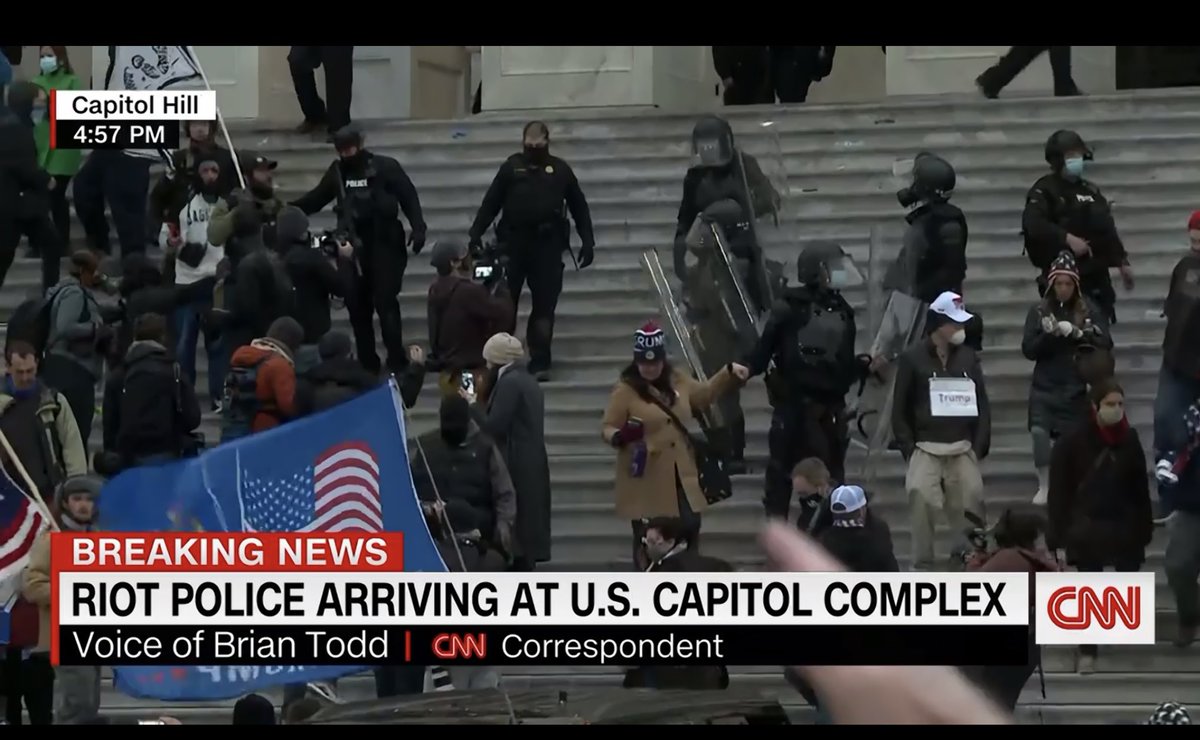 Capitol Hill
4:57 PM
POLICE
TRUMP
Trump
BREAKING NEWS
RIOT POLICE ARRIVING AT U.S. CAPITOL COMPLEX
CNN
Voice of Brian Todd | CNN Correspondent